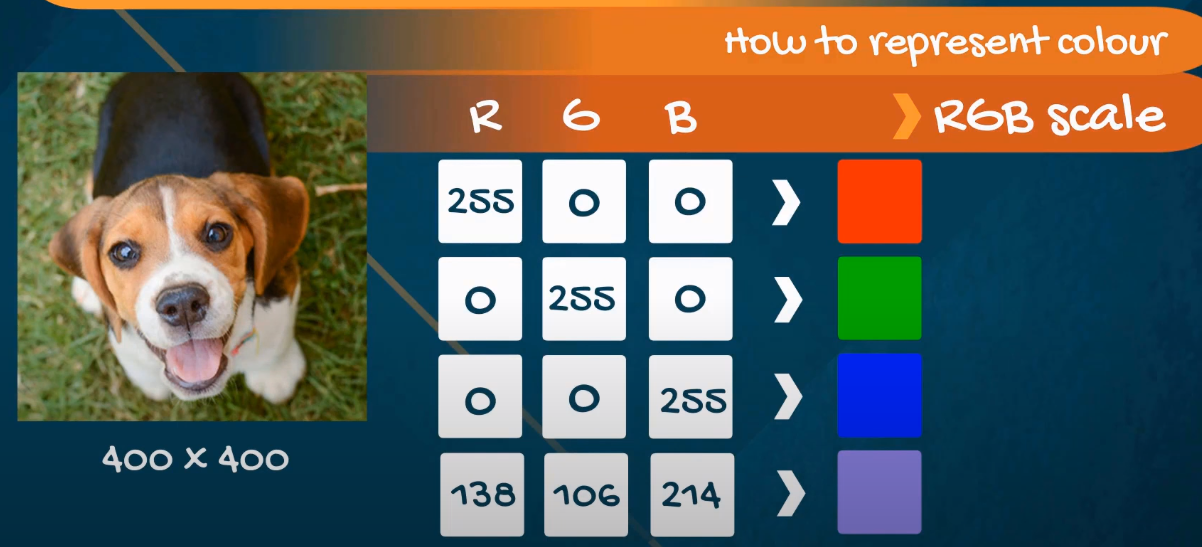 How to represent colour
R G B RGB scale
255 0 0
0 255 0
0 0 255
400 x 400
138 106 214